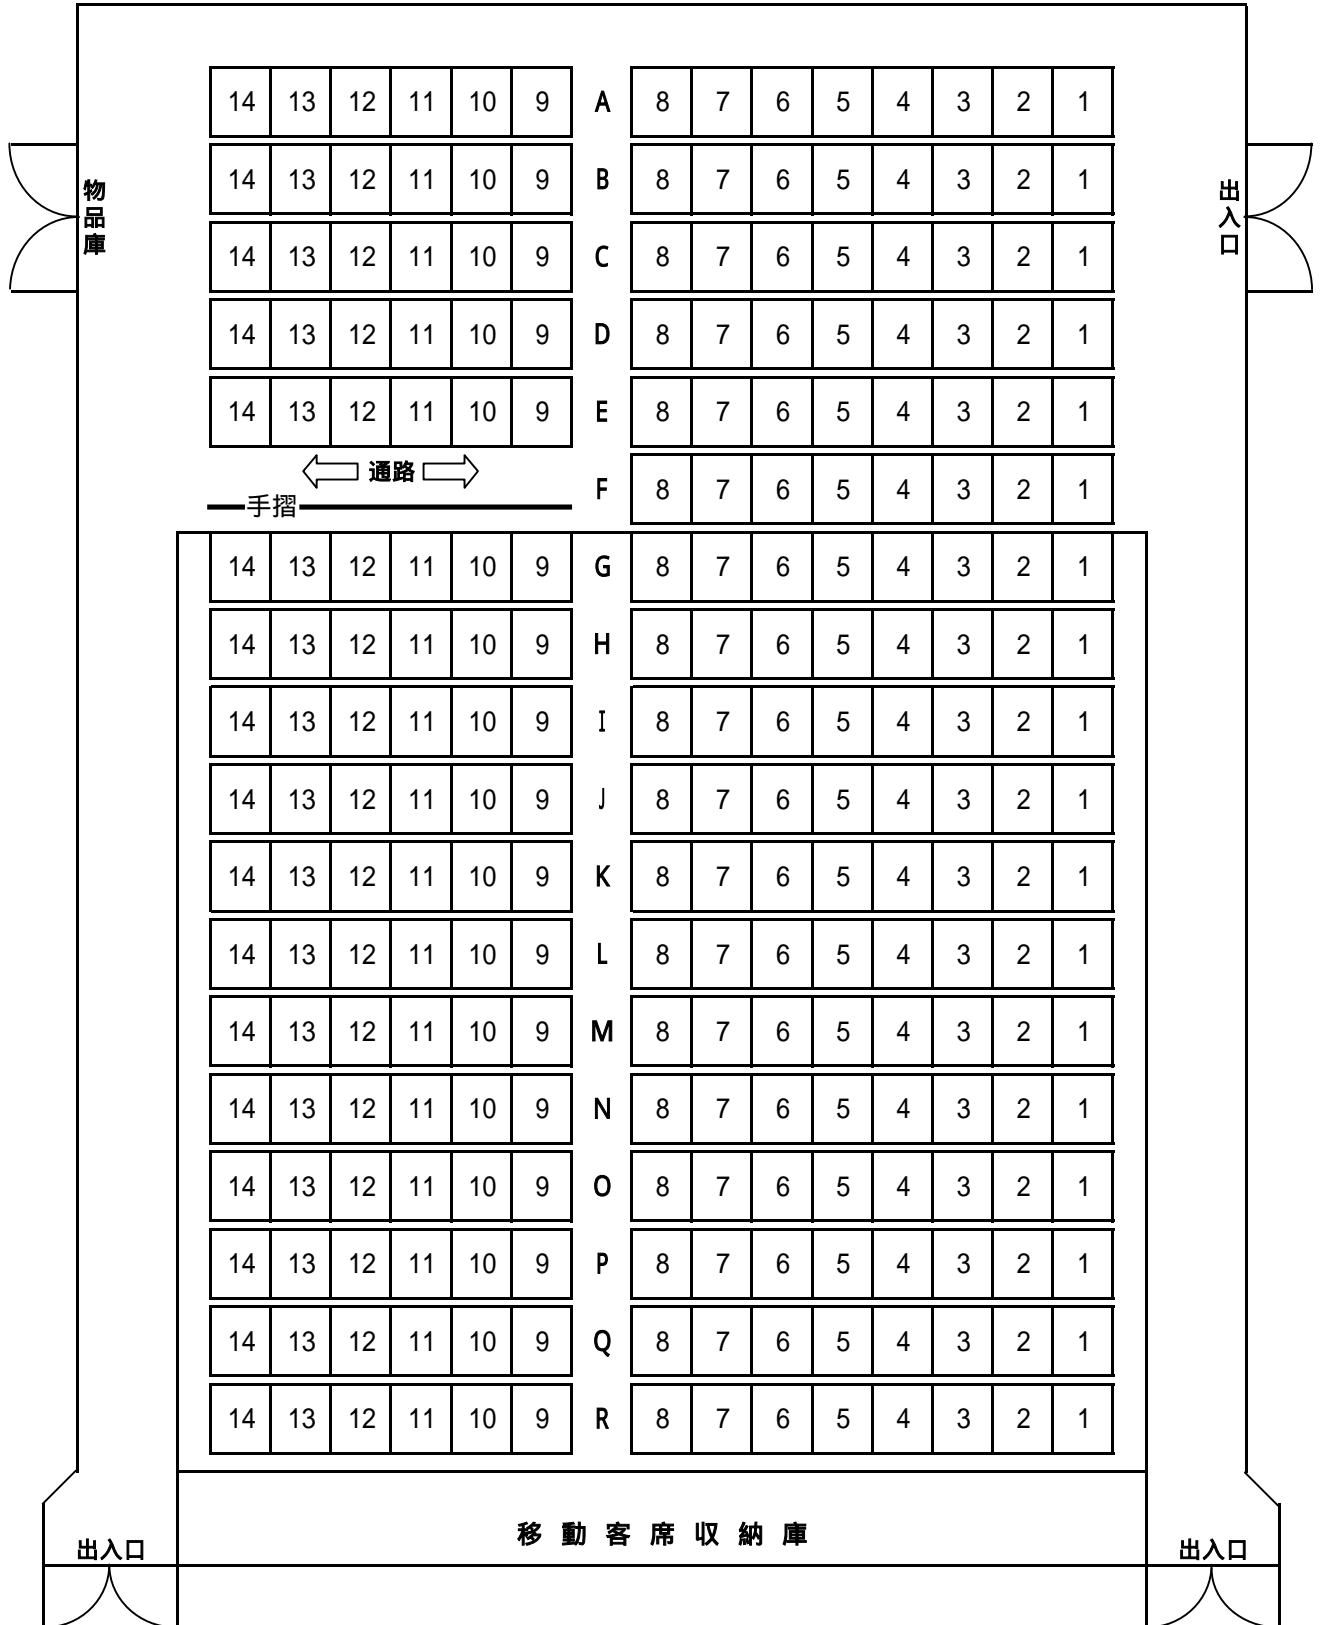 14 13 12 11 10 9 A 8 7 6 5 4 3 2 1
物品庫
出入口
14 13 12 11 10 9 B 8 7 6 5 4 3 2 1
14 13 12 11 10 9 C 8 7 6 5 4 3 2 1
14 13 12 11 10 9 D 8 7 6 5 4 3 2 1
14 13 12 11 10 9 E 8 7 6 5 4 3 2 1
通路
F 8 7 6 5 4 3 2 1
手摺
14 13 12 11 10 9 G 8 7 6 5 4 3 2 1
14 13 12 11 10 9 H 8 7 6 5 4 3 2 1
14 13 12 11 10 9 I 8 7 6 5 4 3 2 1
14 13 12 11 10 9 J 8 7 6 5 4 3 2 1
14 13 12 11 10 9 K 8 7 6 5 4 3 2 1
14 13 12 11 10 9 L 8 7 6 5 4 3 2 1
14 13 12 11 10 9 M 8 7 6 5 4 3 2 1
14 13 12 11 10 9 N 8 7 6 5 4 3 2 1
14 13 12 11 10 9 O 8 7 6 5 4 3 2 1
14 13 12 11 10 9 P 8 7 6 5 4 3 2 1
14 13 12 11 10 9 Q 8 7 6 5 4 3 2 1
14 13 12 11 10 9 R 8 7 6 5 4 3 2 1
移動客席収納庫
出入口
出入口